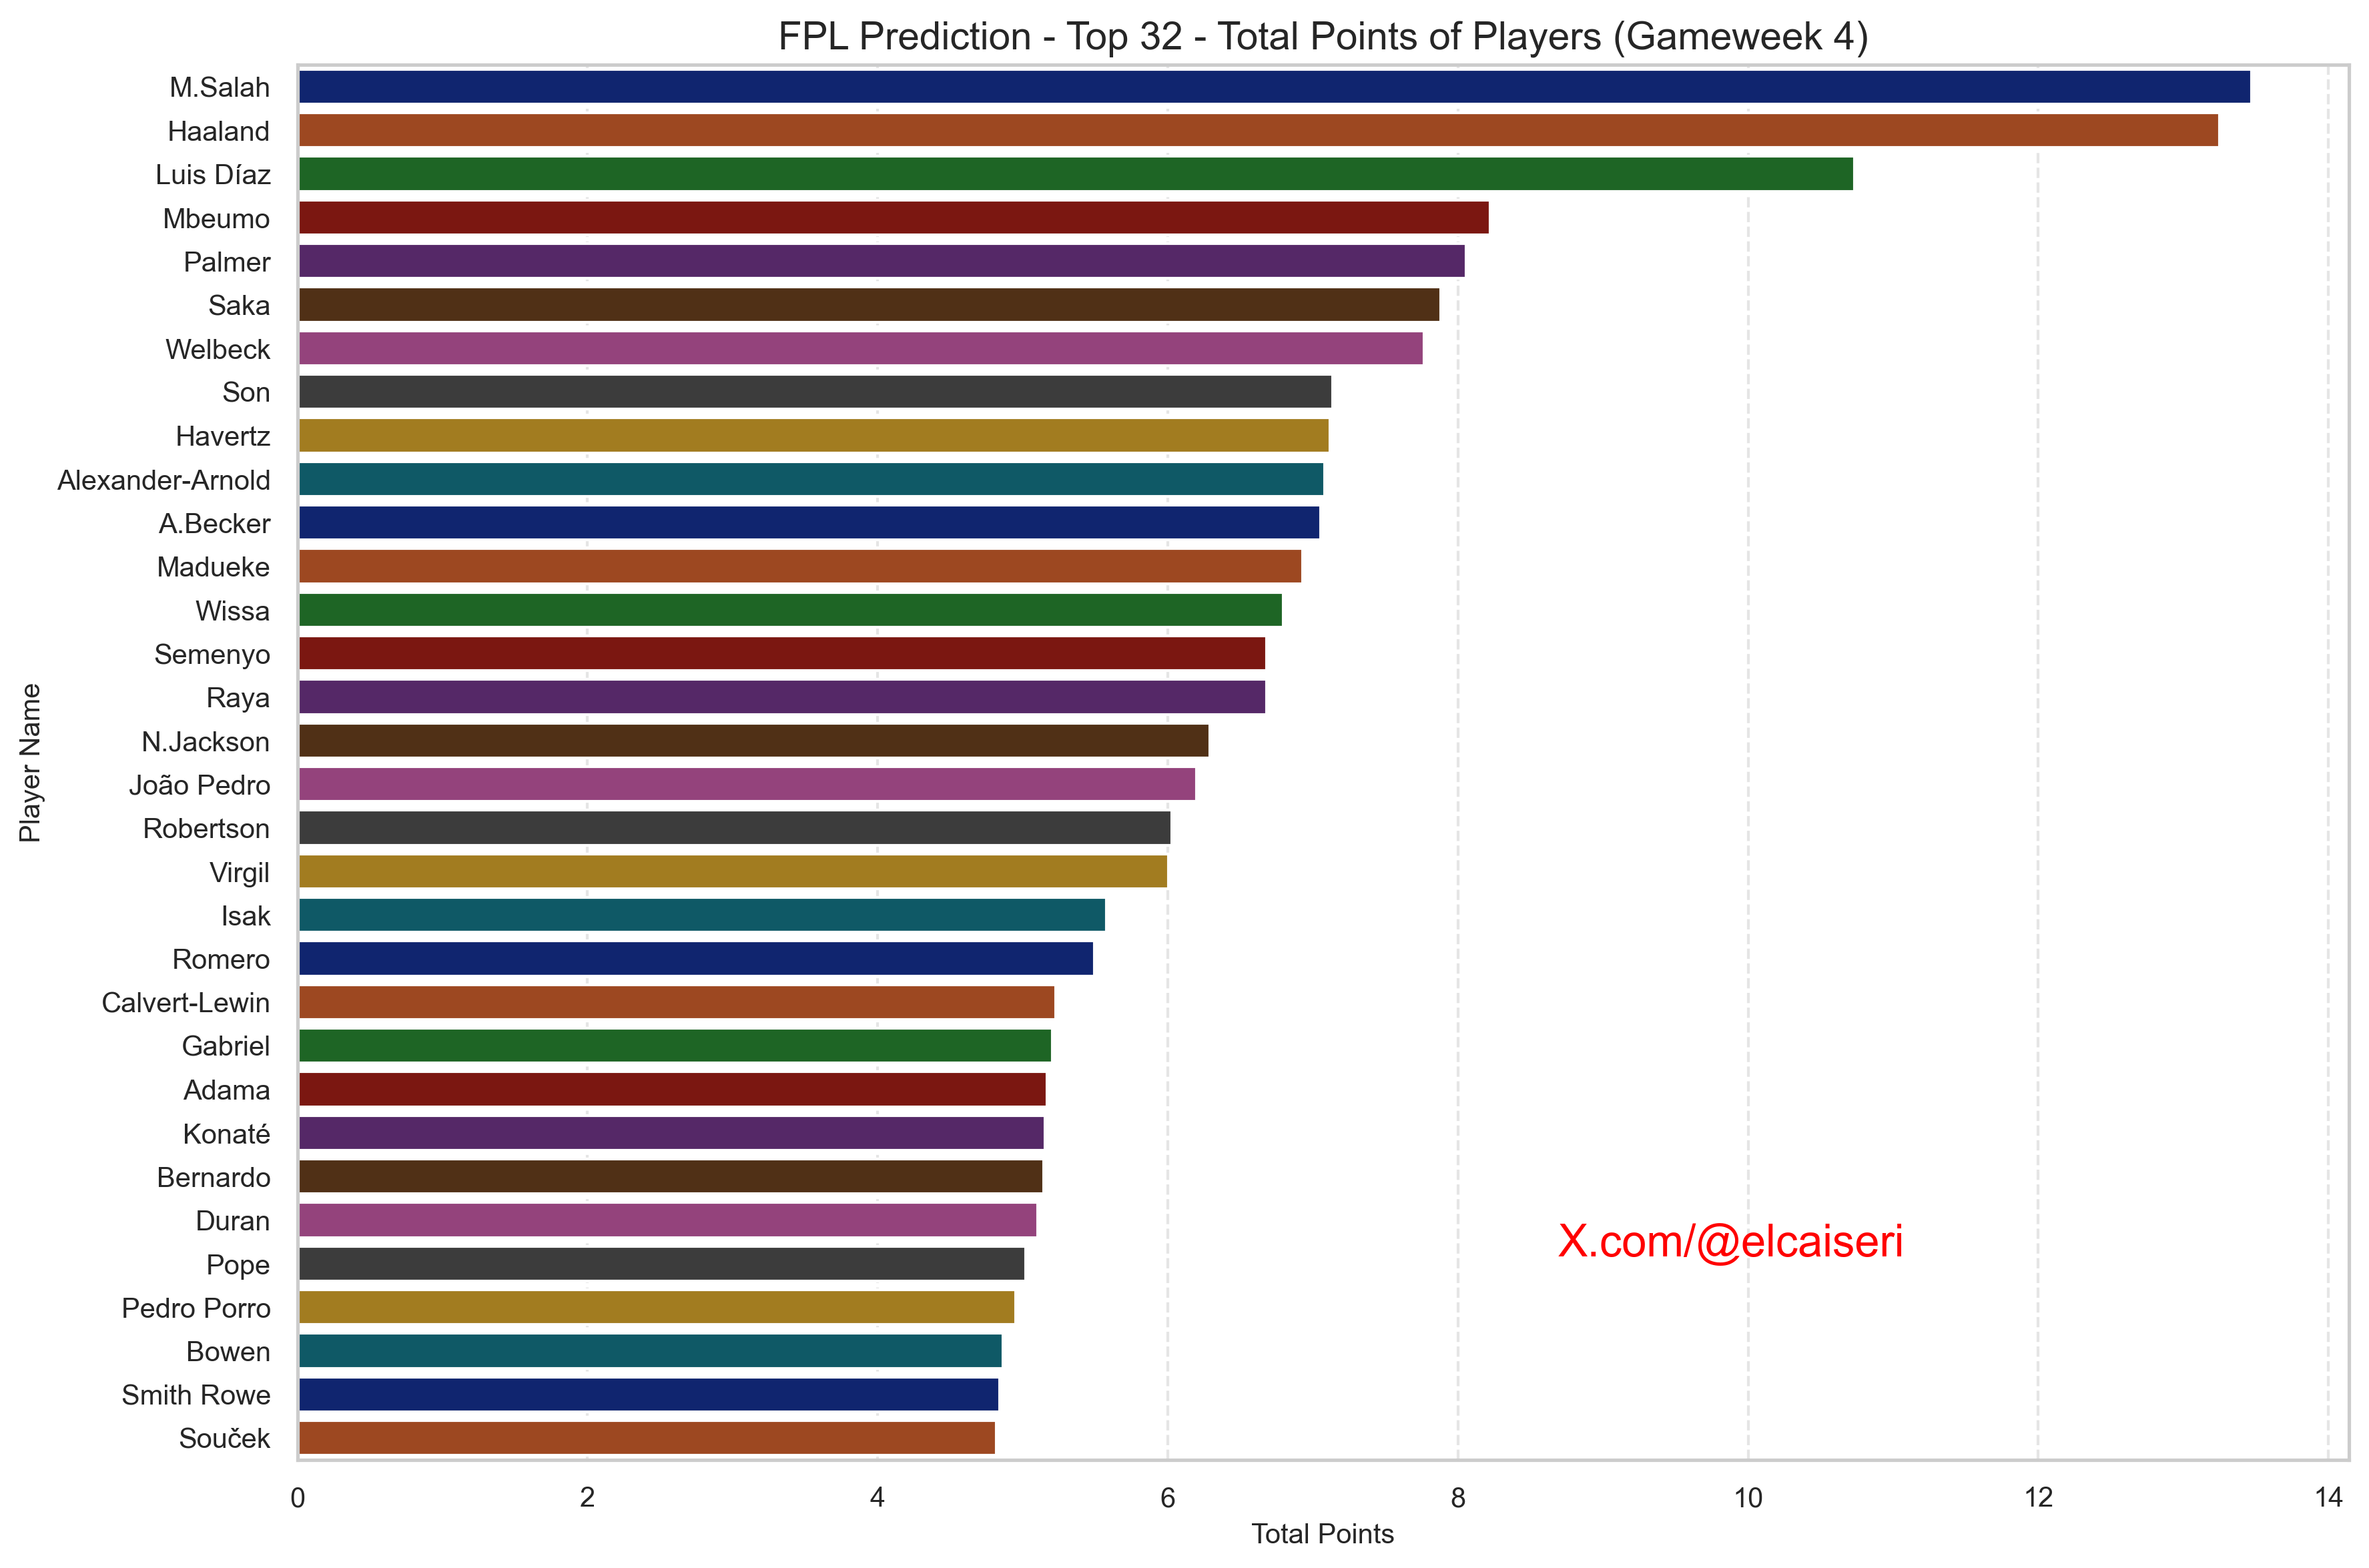 FPL Prediction - Top 32 - Total Points of Players (Gameweek 4)
M.Salah
Haaland
Luis Díaz
Mbeumo
Palmer
Saka
Welbeck
Son
Havertz
Alexander-Arnold
A.Becker
Madueke
Wissa
Semenyo
Raya
N.Jackson
João Pedro
Robertson
Virgil
Isak
Romero
Calvert-Lewin
Gabriel
Adama
Konaté
Bernardo
Duran
Pope
Pedro Porro
Bowen
Smith Rowe
Souček
Player Name
X.com/@elcaiseri
0 2 4 6 8 10 12 14
Total Points